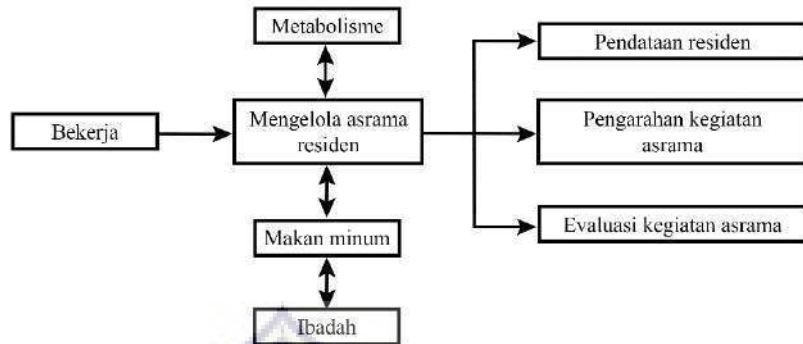 Metabolisme
Pendataan residen
Bekerja
Mengelola asrama
residen
Pengarahan kegiatan
asrama
Makan minum
Evaluasi kegiatan asrama
Ibadah